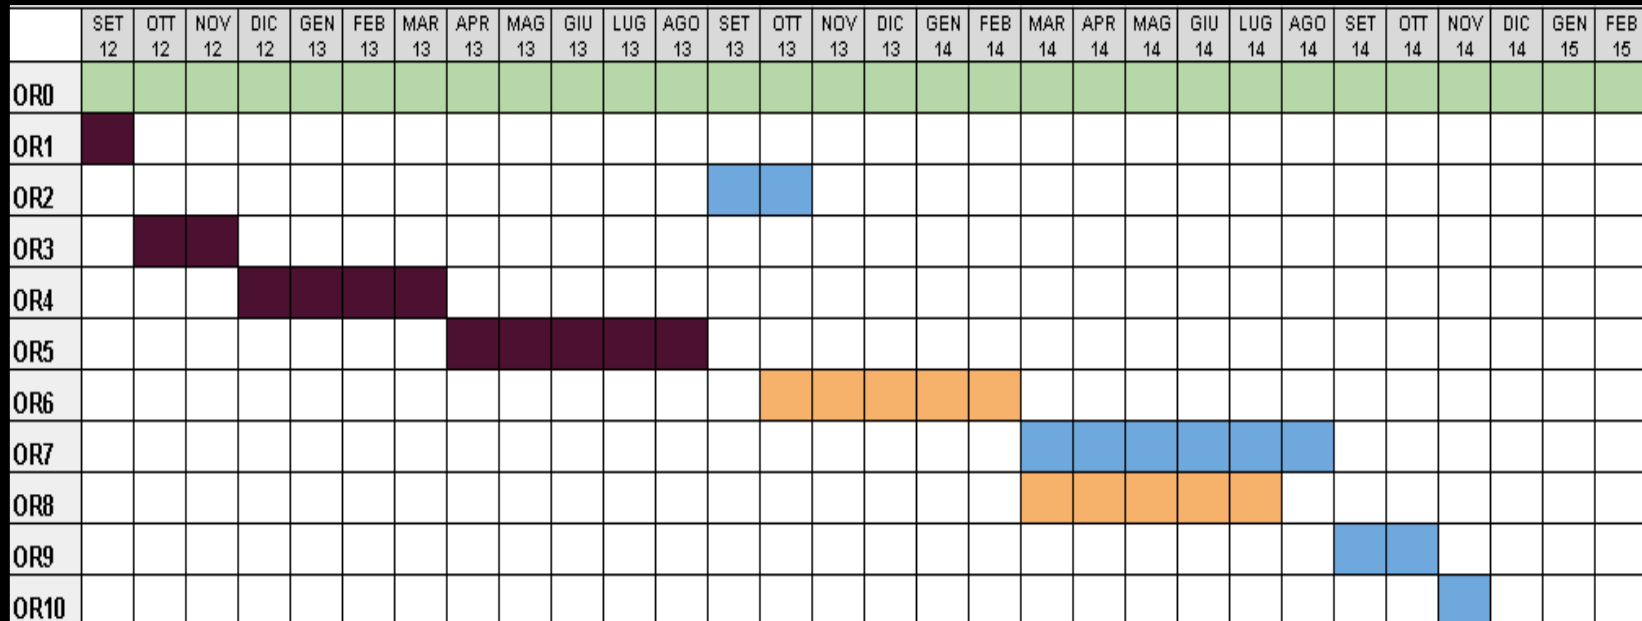 SET OTT NOV DIC GEN FEB MAR APR MAG GIU LUG AGO SET OTT NOV DIC GEN FEB MAR APR MAG GIU LUG AGO SET OTT NOV DIC GEN FEB
12 12 12 12 13 13 13 13 13 13 13 13 13 13 13 13 14 14 14 14 14 14 14 14 14 14 14 14 15 15
OR0
OR1
OR2
OR3
OR4
OR5
OR6
OR7
OR8
OR9
OR10